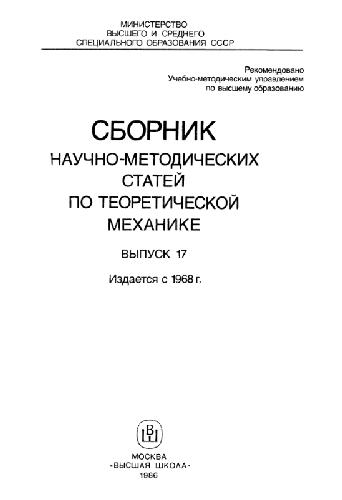 МИНИСТЕРСТВО
ВЫСШЕГО И СРЕДНЕГО
СПЕЦИАЛЬНОГО ОБРАЗОВАНИЯ СССР
Рекомендовано
Учебно-методическим управлением
по высшему образованию
СБОРНИК
НАУЧНО-МЕТОДИЧЕСКИХ
СТАТЕЙ
ПО ТЕОРЕТИЧЕСКОЙ
МЕХАНИКЕ
ВЫПУСК 17
Издается с 1968 г.
МОСКВА
«ВЫСШАЯ ШКОЛА»
1986